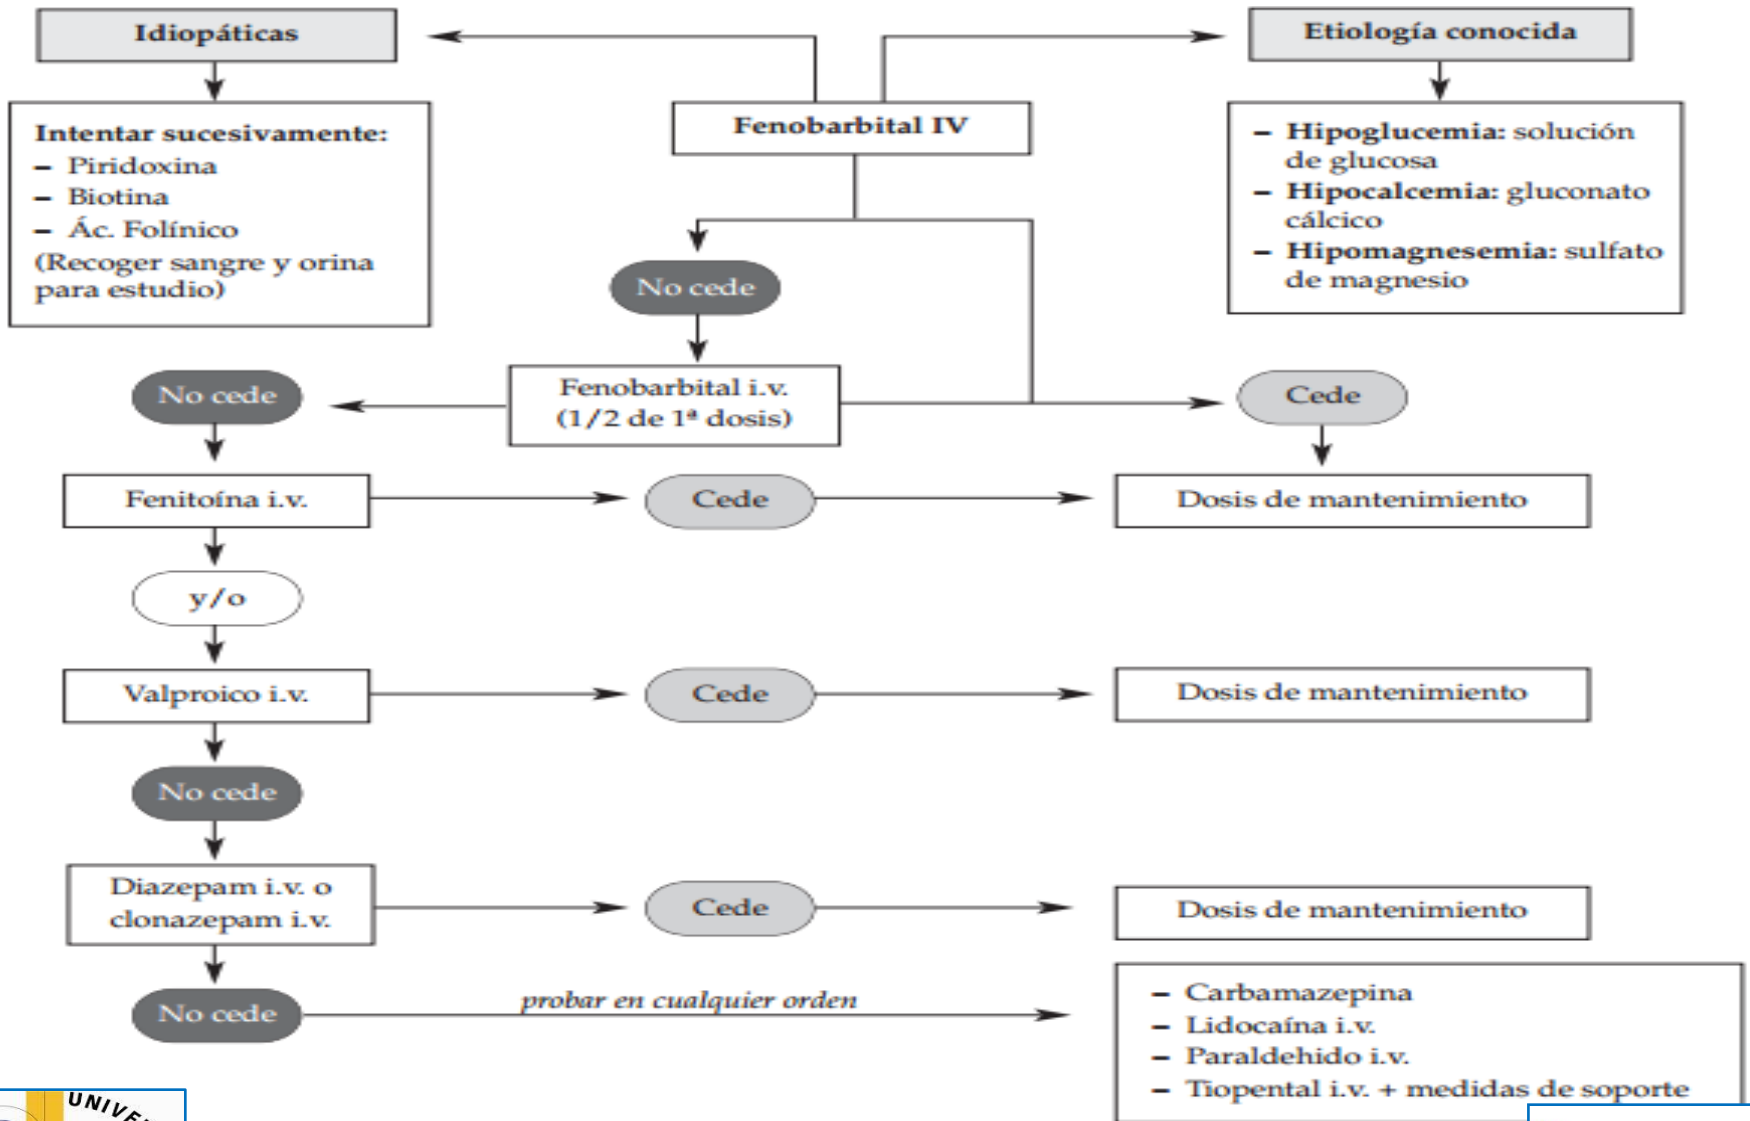 Idiopáticas
Etiología conocida
Fenobarbital IV
Intentar sucesivamente:
– Piridoxina
– Biotina
– Ác. Folínico
(Recoger sangre y orina
para estudio)
– Hipoglucemia: solución
de glucosa
– Hipocalcemia: gluconato
cálcico
– Hipomagnesemia: sulfato
de magnesio
No cede
Fenobarbital i.v.
(1/2 de 1ª dosis)
No cede
Cede
Fenitoína i.v.
Cede
Dosis de mantenimiento
y/o
Valproico i.v.
Cede
Dosis de mantenimiento
No cede
Diazepam i.v. o
clonazepam i.v.
Cede
Dosis de mantenimiento
No cede
probar en cualquier orden
– Carbamazepina
– Lidocaína i.v.
– Paraldehido i.v.
– Tiopental i.v. + medidas de soporte